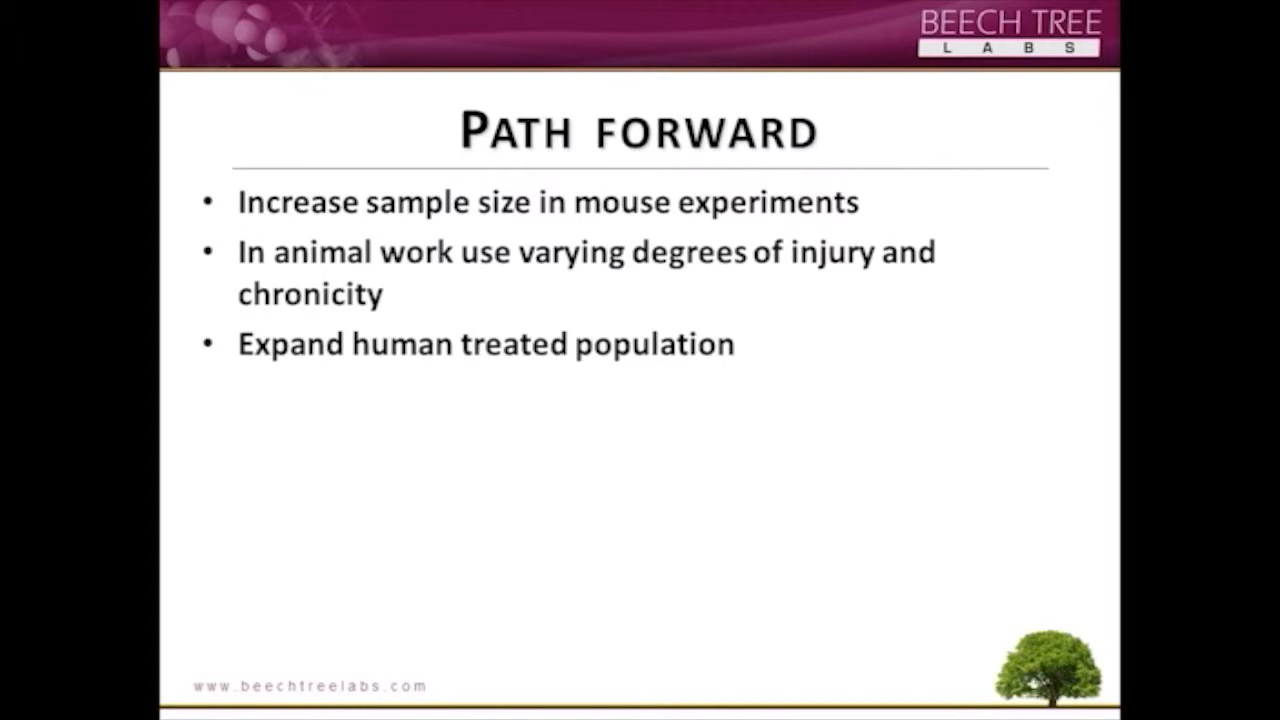 BEECH TREE
LABS
PATH FORWARD
• Increase sample size in mouse experiments
• In animal work use varying degrees of injury and
chronicity
• Expand human treated population
www.beechtreelabs.com